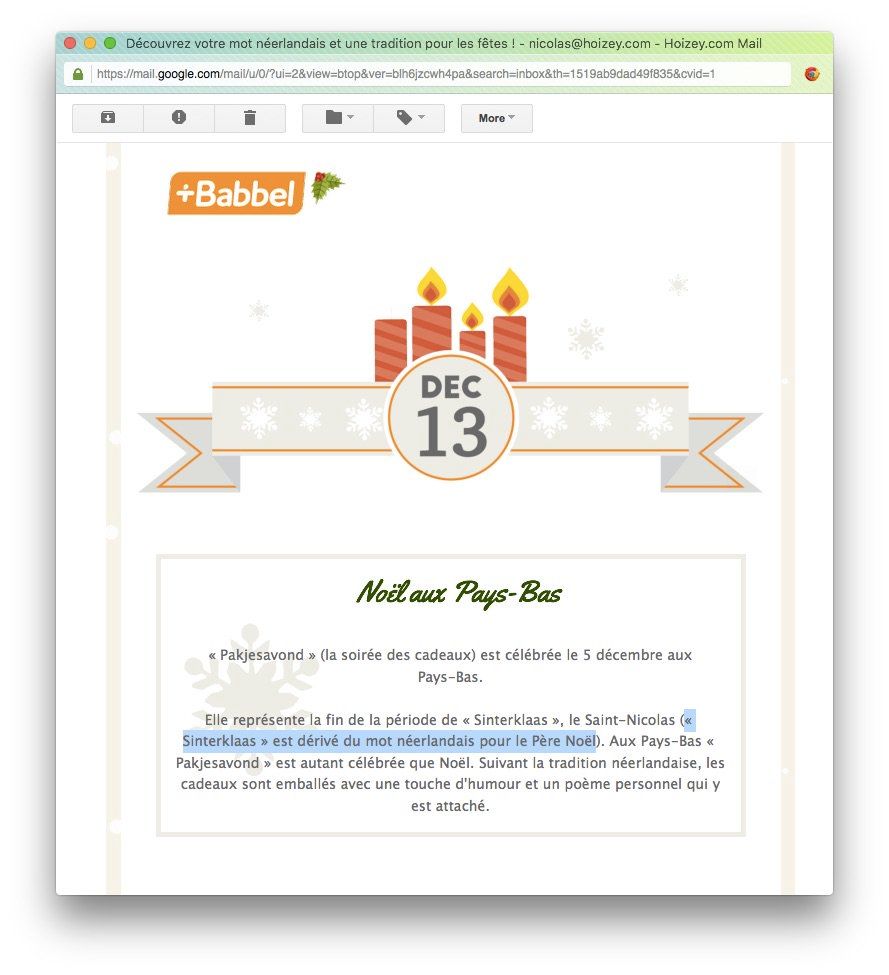 Découvrez votre mot néerlandais et une tradition pour les fêtes ! - nicolas@hoizey.com - Hoizey.com Mail
https://mail.google.com/mail/u/0/?ui=2&view=btop&ver=blh6jzcwh4pa&search=inbox&th=1519ab9dad49f835&cvid=1
More
+Babbel
DEC
13
Noël aux Pays-Bas
« Pakjesavond » (la soirée des cadeaux) est célébrée le 5 décembre aux
Pays-Bas.
Elle représente la fin de la période de « Sinterklaas », le Saint-Nicolas («
Sinterklaas » est dérivé du mot néerlandais pour le Père Noël). Aux Pays-Bas «
Pakjesavond » est autant célébrée que Noël. Suivant la tradition néerlandaise, les
cadeaux sont emballés avec une touche d'humour et un poème personnel qui y
est attaché.